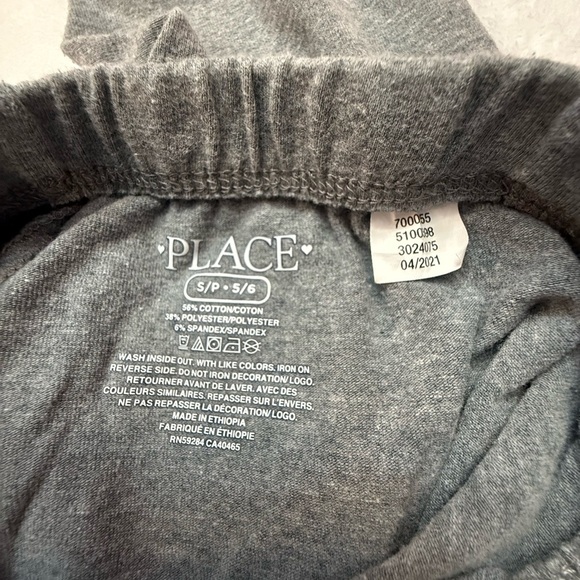 PLACE
S/P • 5/6
56% COTTON/COTON
38% POLYESTER/POLYESTER
6% SPANDEX/SPANDEX
WASH INSIDE OUT. WITH LIKE COLORS. IRON ON
REVERSE SIDE. DO NOT IRON DECORATION/LOGO.
RETOURNER AVANT DE LAVER. AVEC DES
COULEURS SIMILAIRES. REPASSER SUR L'ENVERS.
NE PAS REPASSER LA DÉCORATION/LOGO.
MADE IN ETHIOPIA
FABRIQUÉ EN ÉTHIOPIE
RN59284 CA40465
700055
510098
3024075
04/2021